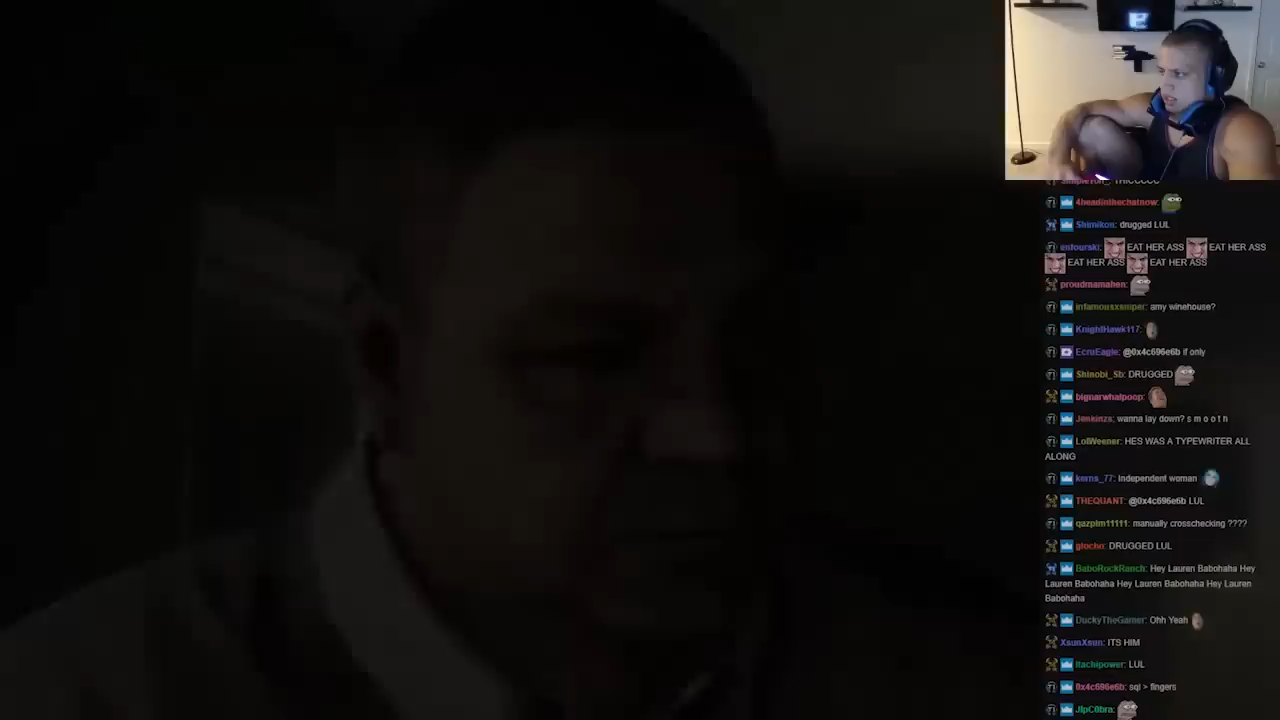 4headinthechatnow:
Shimikon: drugged LUL
enfourski: EAT HER ASS EAT HER ASS
EAT HER ASS EAT HER ASS
proudmamahen:
infamousxsniper: amy winehouse?
KnightHawk117:
EcruEagle: @0x4c696e6b if only
Shinobi_Sb: DRUGGED
bignarwhalpoop:
Jenkinzs: wanna lay down? s m o o t h
LolWeener: HES WAS A TYPEWRITER ALL
ALONG
kerns_77: Independent woman
THEQUANT: @0x4c696e6b LUL
qazplm11111: manually crosschecking ????
glocho: DRUGGED LUL
BaboRockRanch: Hey Lauren Babohaha Hey
Lauren Babohaha Hey Lauren Babohaha Hey Lauren
Babohaha
DuckyTheGamer: Ohh Yeah
XsunXsun: ITS HIM
Itachipower: LUL
0x4c696e6b: sql > fingers
JlpC0bra: